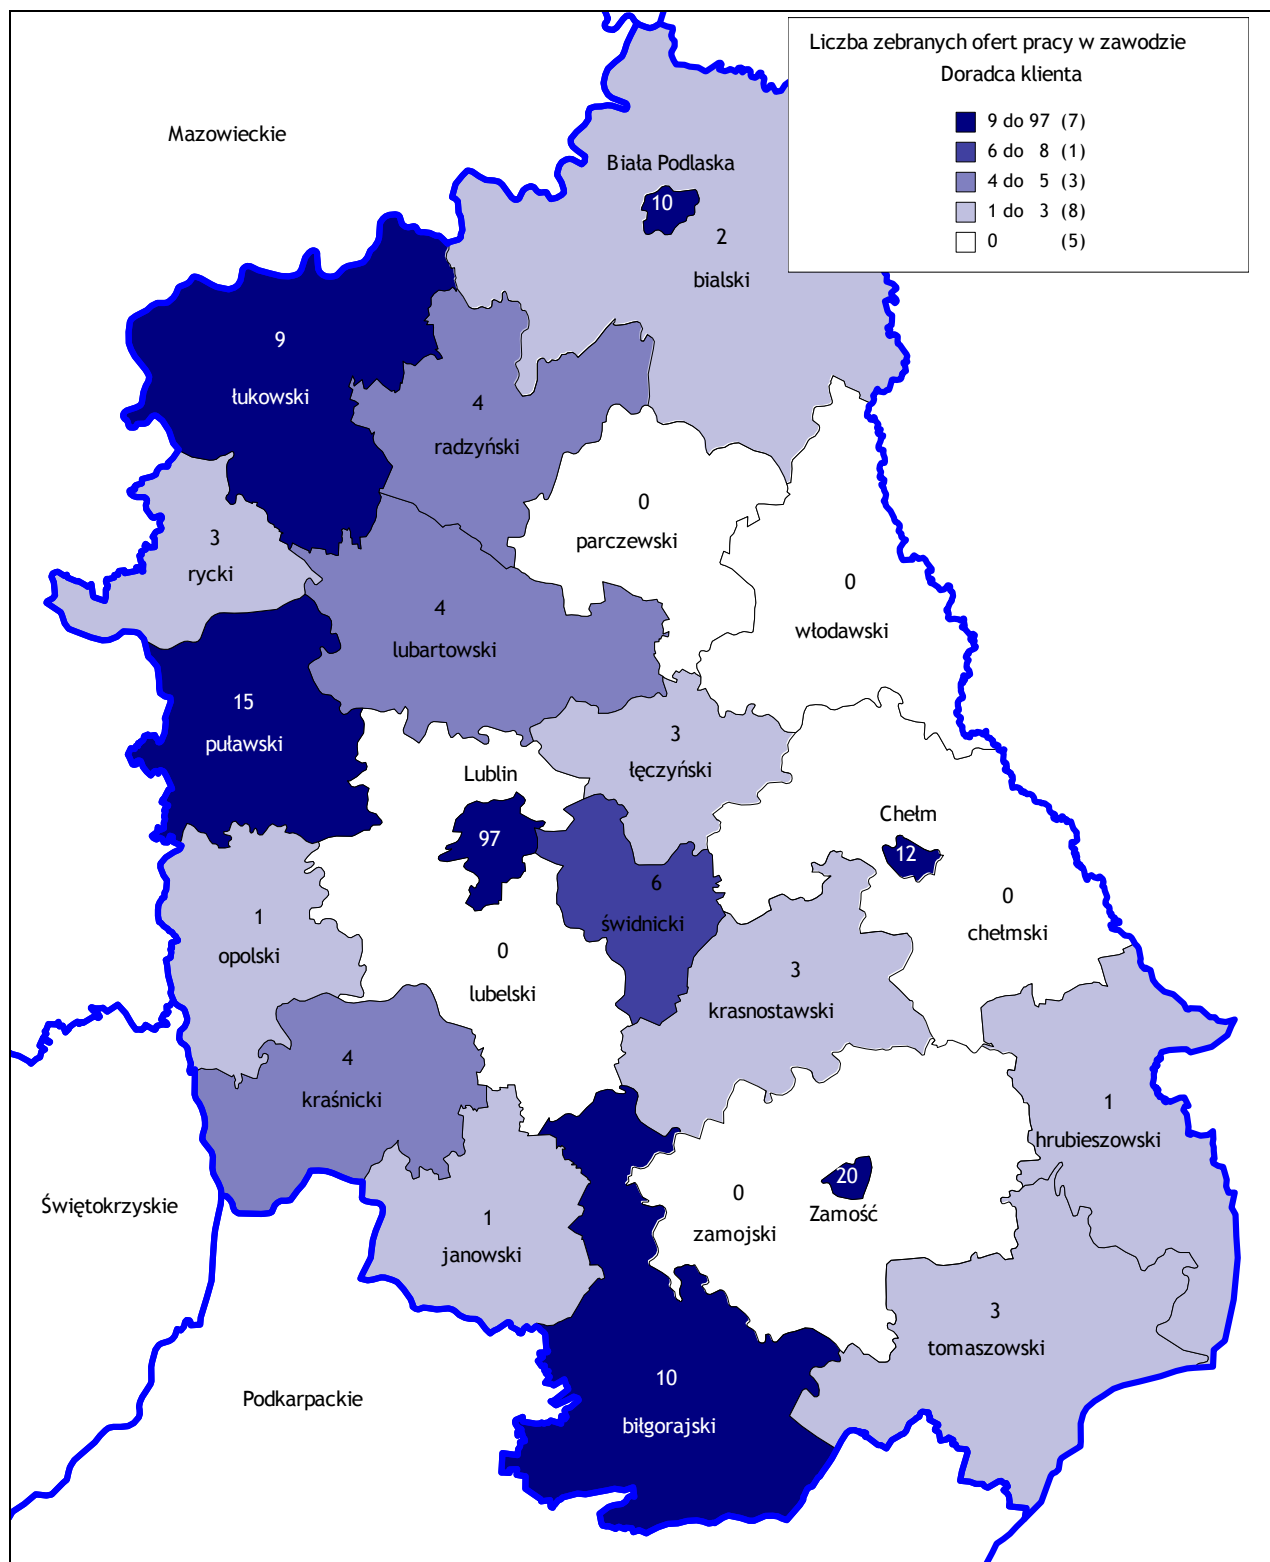 Liczba zebranych ofert pracy w zawodzie
Doradca klienta
9 do 97 (7)
6 do 8 (1)
4 do 5 (3)
1 do 3 (8)
0 (5)
Mazowieckie
Biała Podlaska
10
2
bialski
9
łukowski
4
radzyński
0
parczewski
3
rycki
0
włodawski
4
lubartowski
15
puławski
3
łęczyński
Lublin
97
Chełm
12
6
świdnicki
0
chełmski
1
opolski
0
lubelski
3
krasnostawski
4
kraśnicki
1
hrubieszowski
20
Zamość
0
zamojski
Świętokrzyskie
1
janowski
3
tomaszowski
10
biłgorajski
Podkarpackie